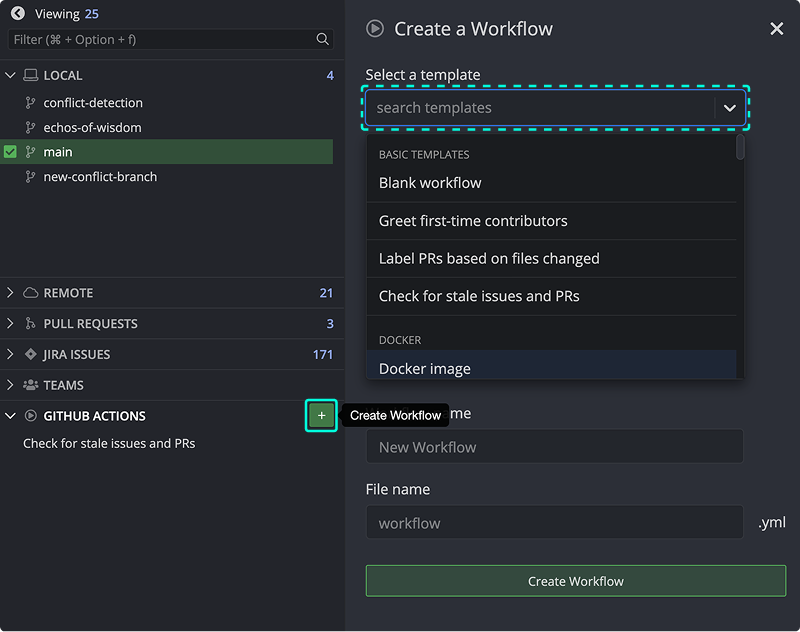 Viewing 25
Filter (⌘ + Option + f)
LOCAL 4
conflict-detection
echos-of-wisdom
main
new-conflict-branch
REMOTE 21
PULL REQUESTS 3
JIRA ISSUES 171
TEAMS
GITHUB ACTIONS +
Create Workflow
Check for stale issues and PRs
Create a Workflow
Select a template
search templates
BASIC TEMPLATES
Blank workflow
Greet first-time contributors
Label PRs based on files changed
Check for stale issues and PRs
DOCKER
Docker image
me
New Workflow
File name
workflow
.yml
Create Workflow